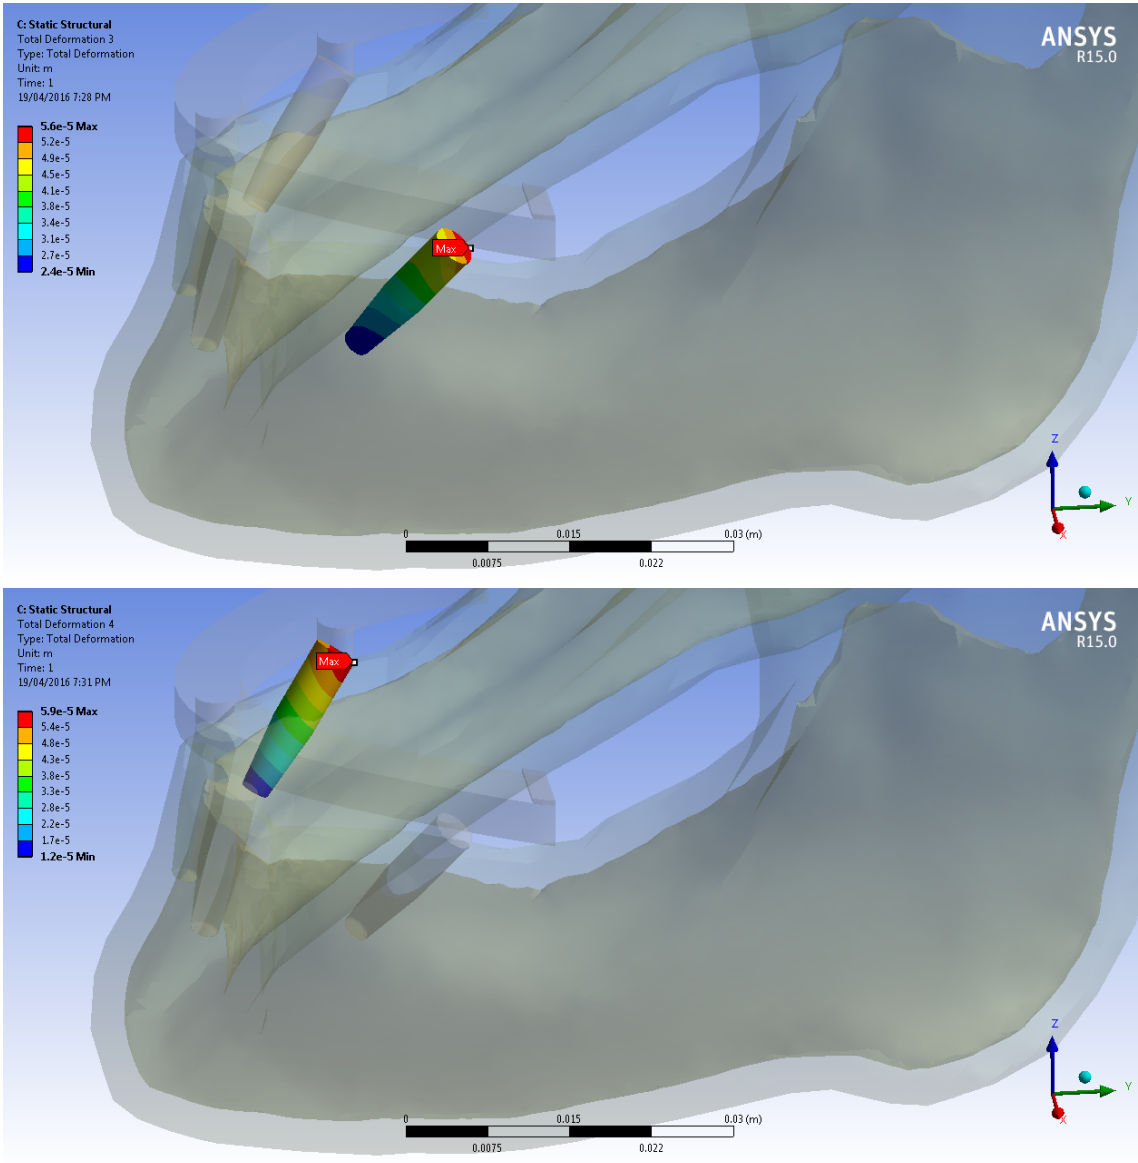 C: Static Structural
Total Deformation 3
Type: Total Deformation
Unit: m
Time: 1
19/04/2016 7:28 PM
ANSYS
R15.0
5.6e-5 Max
5.2e-5
4.9e-5
4.5e-5
4.1e-5
3.8e-5
3.4e-5
3.1e-5
2.7e-5
2.4e-5 Min
Max
Z
Y
X
0 0.015 0.03 (m)
0.0075 0.022
C: Static Structural
Total Deformation 4
Type: Total Deformation
Unit: m
Time: 1
19/04/2016 7:31 PM
ANSYS
R15.0
Max
5.9e-5 Max
5.4e-5
4.8e-5
4.3e-5
3.8e-5
3.3e-5
2.8e-5
2.2e-5
1.7e-5
1.2e-5 Min
Z
Y
X
0 0.015 0.03 (m)
0.0075 0.022